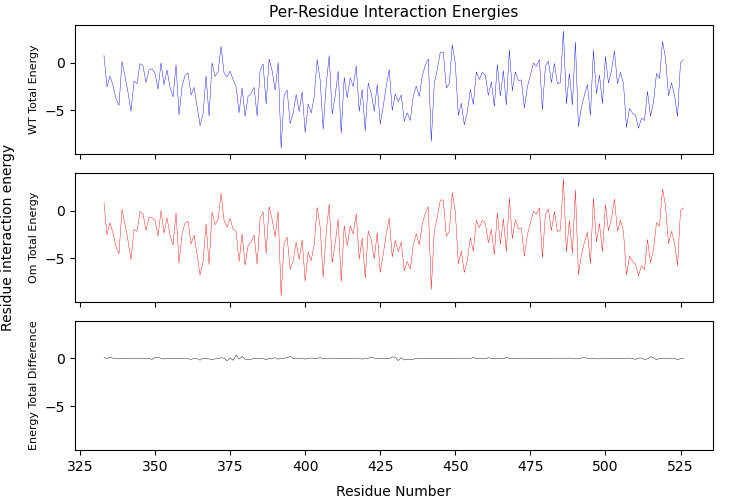 Per-Residue Interaction Energies
Residue interaction energy
WT Total Energy
0
−5
Om Total Energy
0
−5
Energy Total Difference
0
−5
325 350 375 400 425 450 475 500 525
Residue Number